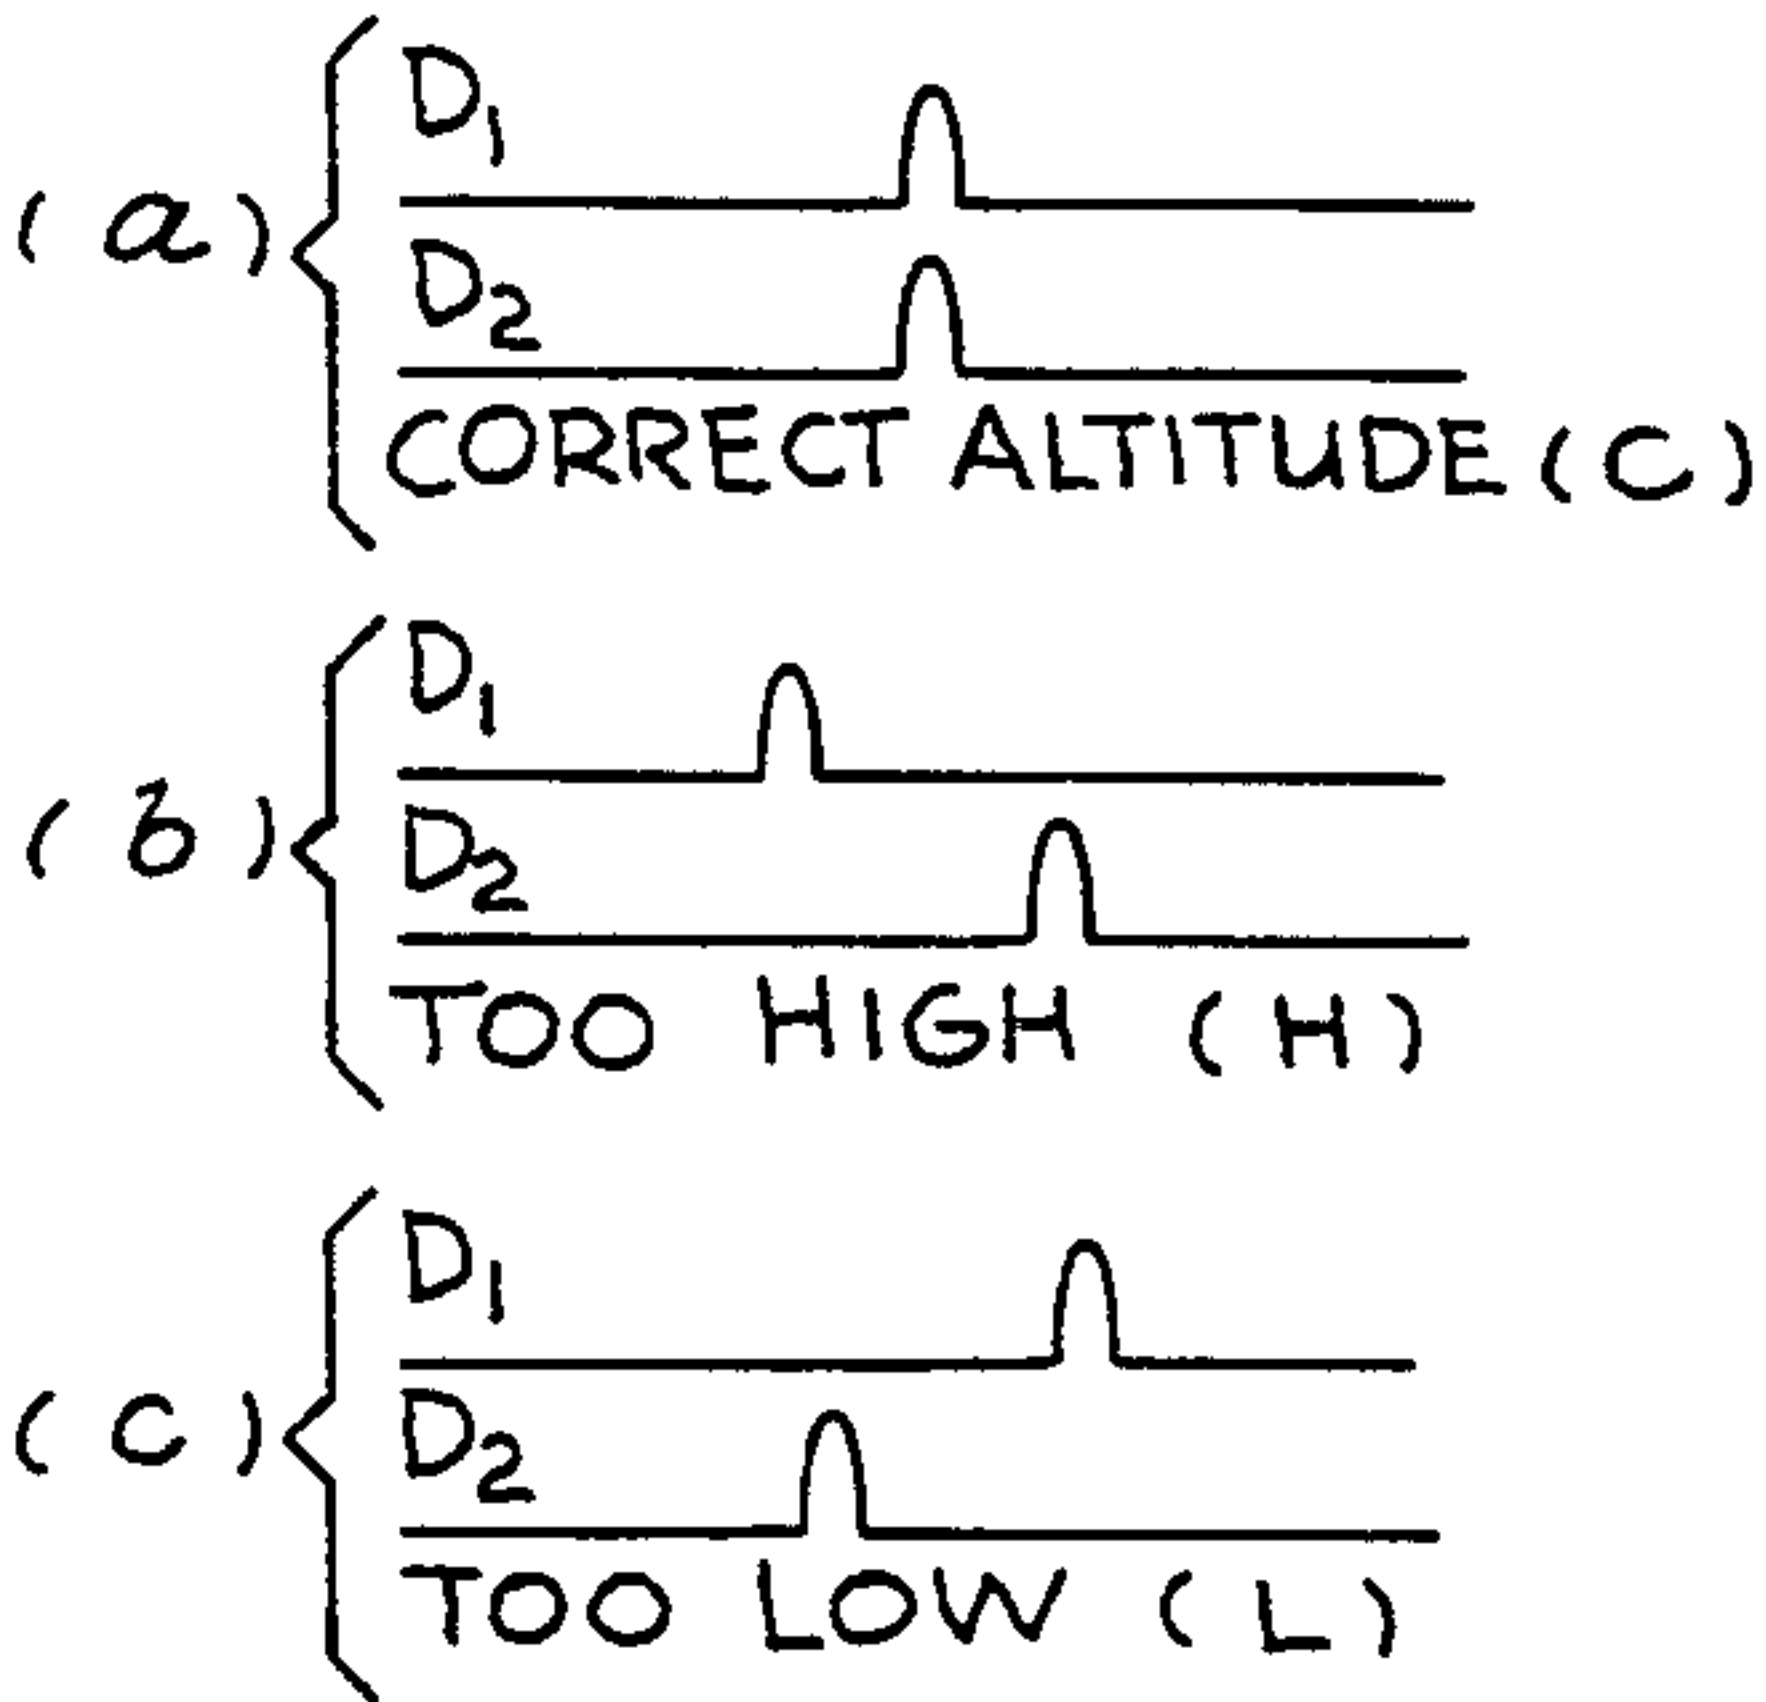 D1
(a)
D2
CORRECT ALTITUDE (C)
D1
(b)
D2
TOO HIGH (H)
D1
(c)
D2
TOO LOW (L)